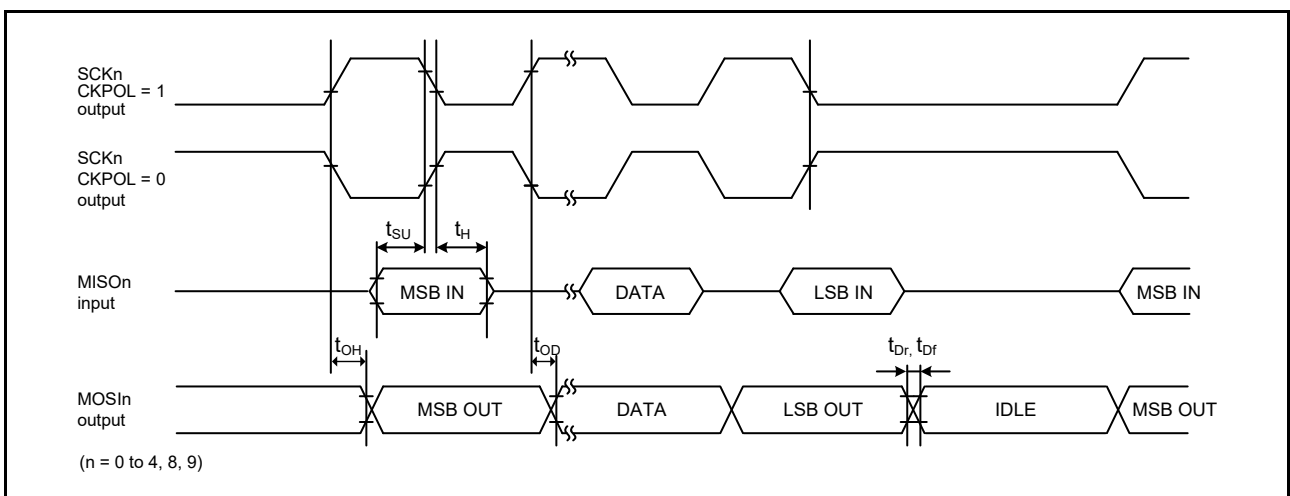 SCKn
CKPOL = 1
output
SCKn
CKPOL = 0
output
tSU tH
MISOn
input
MSB IN DATA LSB IN MSB IN
tOH tOD tDr, tDf
MOSIn
output
MSB OUT DATA LSB OUT IDLE MSB OUT
(n = 0 to 4, 8, 9)